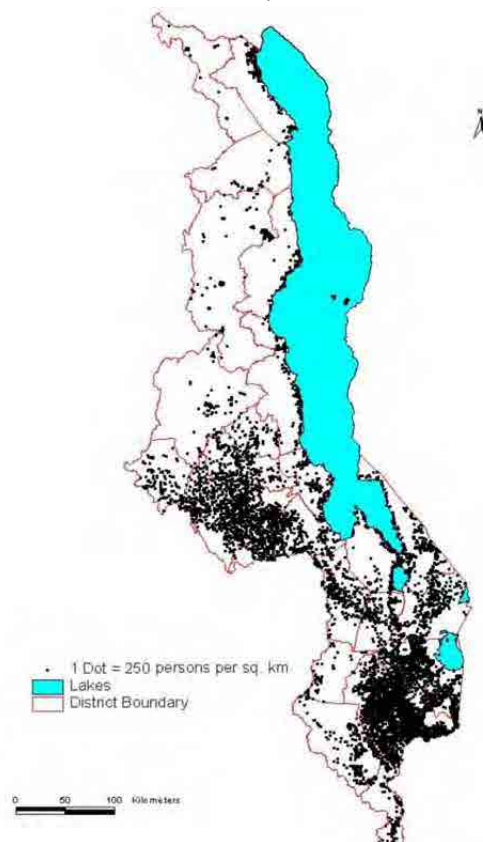 N
1 Dot = 250 persons per sq. km
Lakes
District Boundary
0 50 100 Kilometers